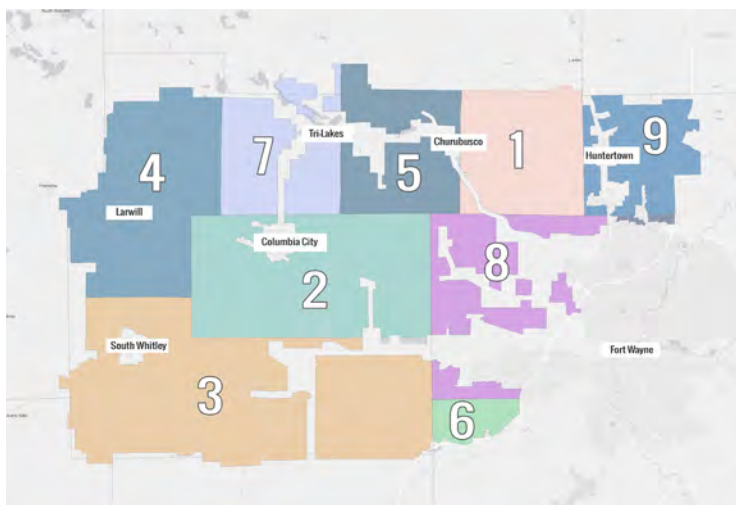 4
7
Tri-Lakes
5
Churubusco
1
Huntertown
9
Larwill
Columbia City
2
8
South Whitley
3
Fort Wayne
6